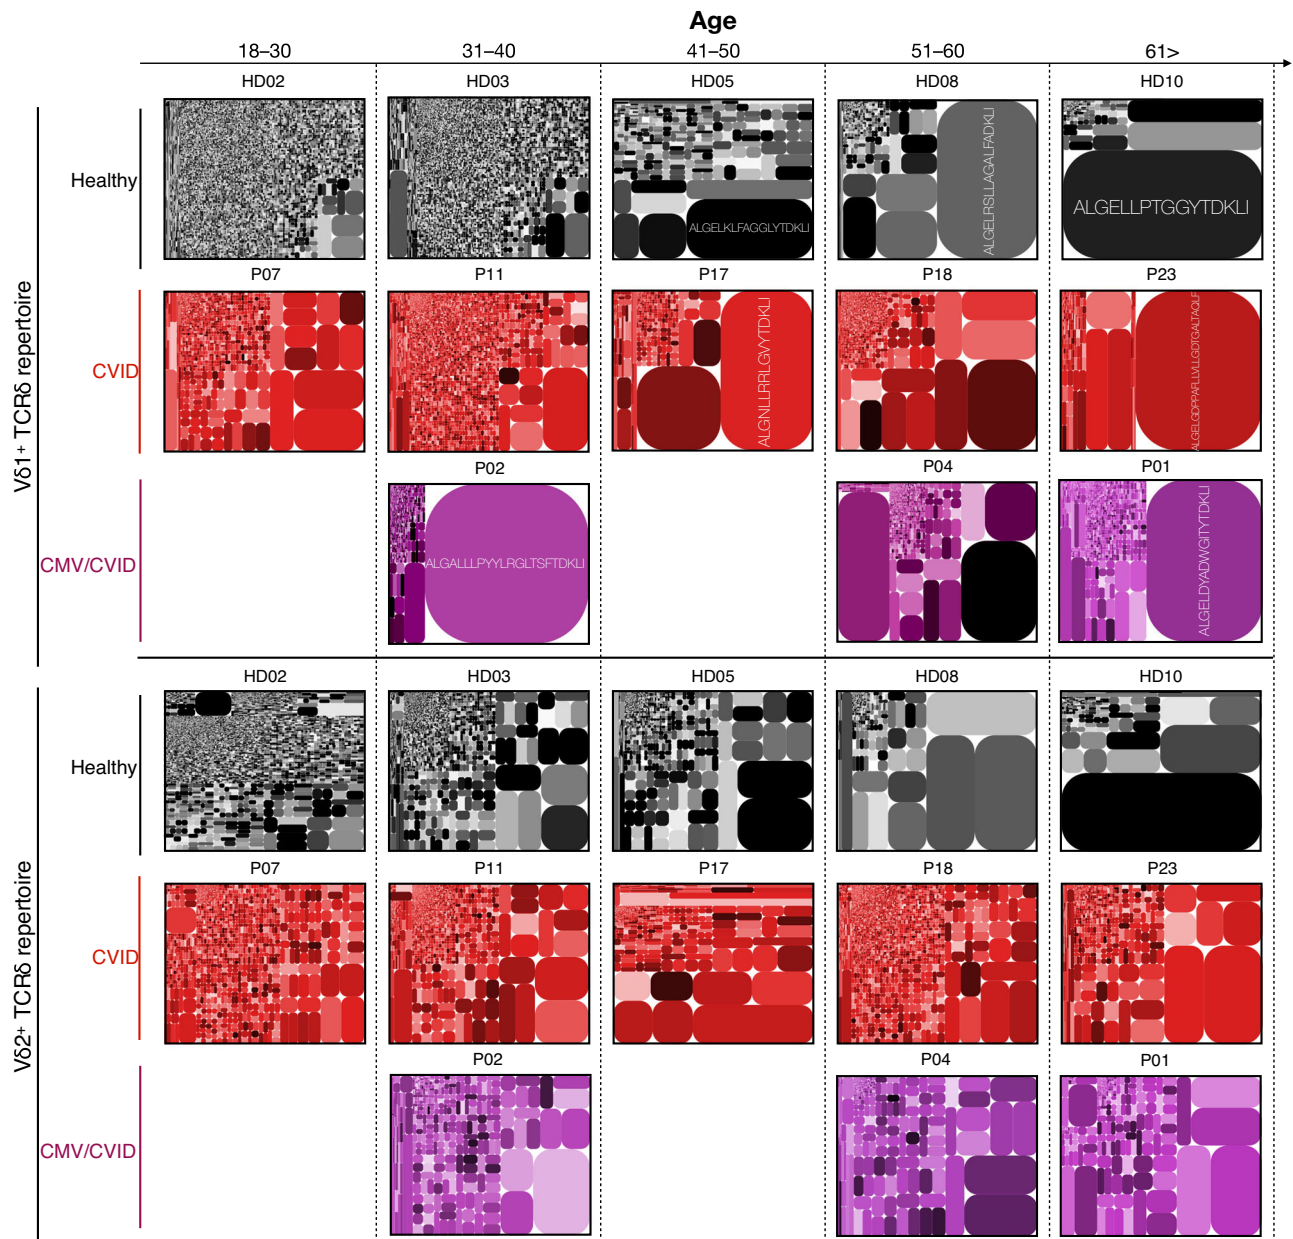 Age
18–30 31–40 41–50 51–60 61>
Vδ1+ TCRδ repertoire
HD02 HD03 HD05 HD08 HD10
Healthy
ALGELKLFAGGLYTDKLI
ALGELRSLLAGALFADKLI
ALGELLPTGGYTDKLI
P07 P11 P17 P18 P23
CVID
ALGNLLRRLGVYTDKLI
ALGELGDPPAFLLVLLGDTGALTAQLF
P02 P04 P01
CMV/CVID
ALGALLLPYYLRGLTSFTDKLI
ALGELDYADWGITYTDKLI
Vδ2+ TCRδ repertoire
HD02 HD03 HD05 HD08 HD10
Healthy
P07 P11 P17 P18 P23
CVID
P02 P04 P01
CMV/CVID